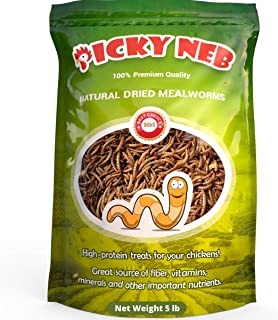 PICKY NEB
100% Premium Quality
NATURAL DRIED MEALWORMS
High-protein treats for your chickens!
Great source of fiber, vitamins,
minerals and other important nutrients.
Net Weight 5 lb